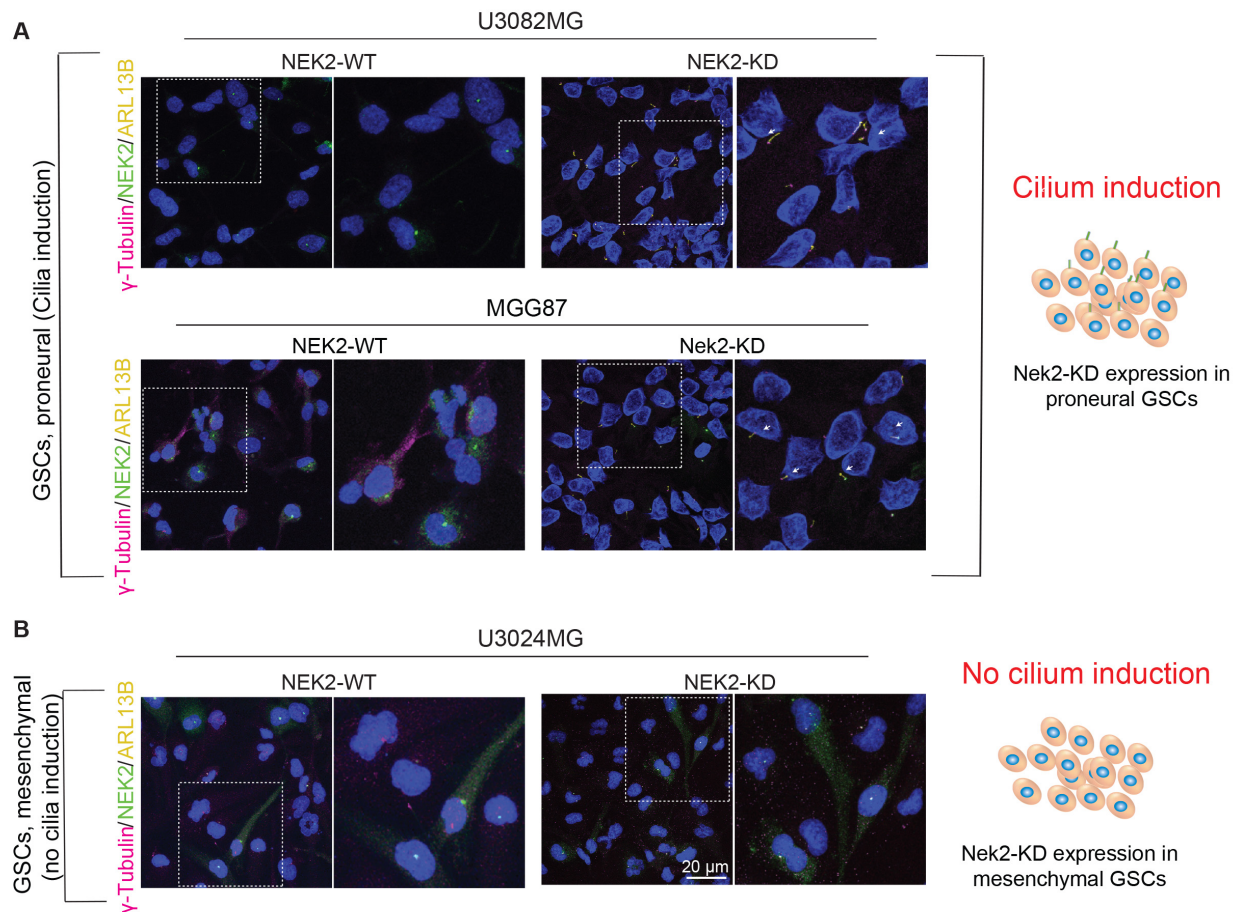 A
U3082MG
NEK2-WT
NEK2-KD
GSCs, proneural (Cilia induction)
γ-Tubulin/NEK2/ARL13B
Cilium induction
MGG87
NEK2-WT
Nek2-KD
γ-Tubulin/NEK2/ARL13B
Nek2-KD expression in
proneural GSCs
B
U3024MG
NEK2-WT
NEK2-KD
GSCs, mesenchymal
(no cilia induction)
γ-Tubulin/NEK2/ARL13B
20 μm
No cilium induction
Nek2-KD expression in
mesenchymal GSCs